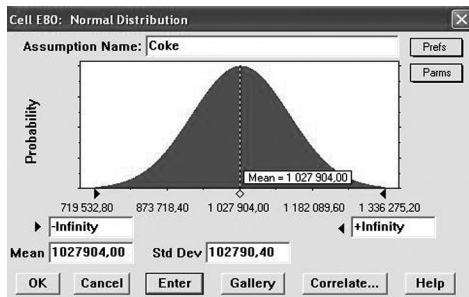 Cell E80: Normal Distribution
Assumption Name: Coke
Prefs
Parms
Probability
Mean = 1 027 904,00
719 532,80 873 718,40 1 027 904,00 1 182 089,60 1 336 275,20
-Infinity +Infinity
Mean 1027904,00 Std Dev 102790,40
OK Cancel Enter Gallery Correlate... Help